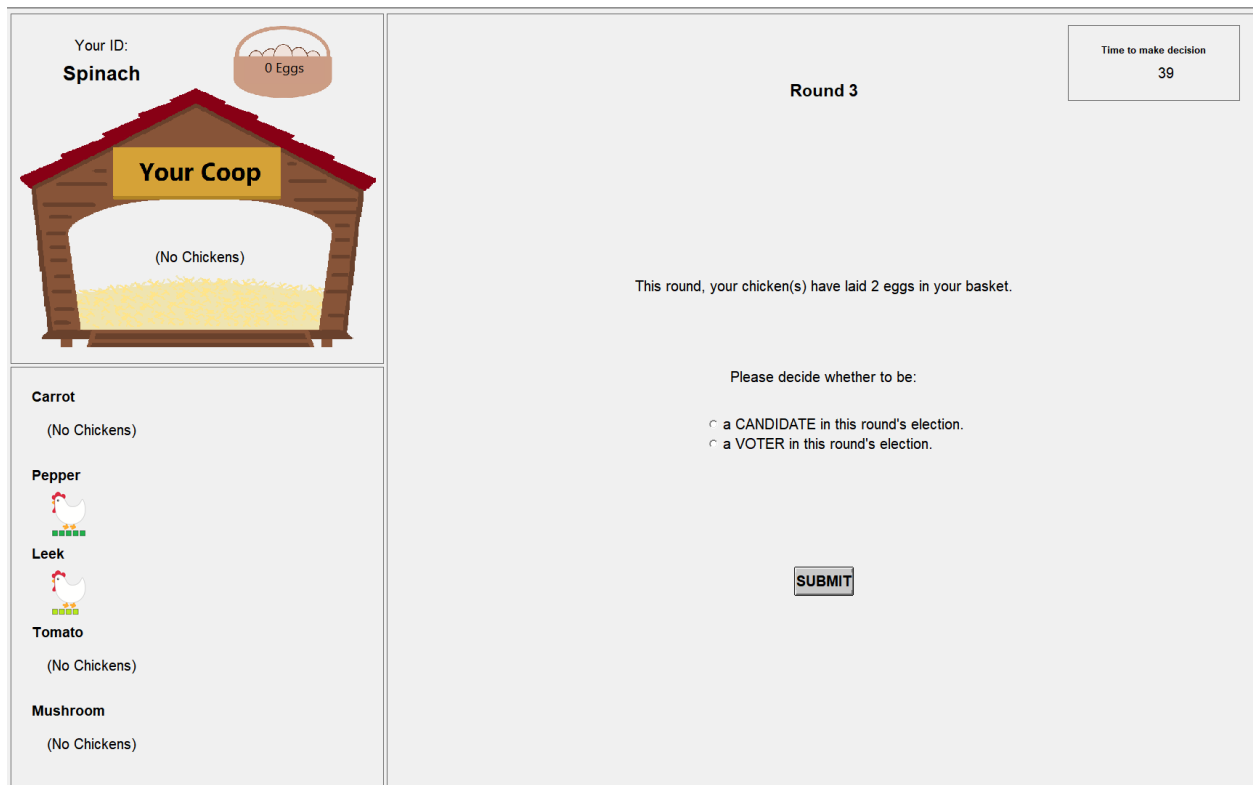 Your ID:
Spinach
0 Eggs
Your Coop
(No Chickens)
Carrot
(No Chickens)
Pepper
Leek
Tomato
(No Chickens)
Mushroom
(No Chickens)
Time to make decision
39
Round 3
This round, your chicken(s) have laid 2 eggs in your basket.
Please decide whether to be:
a CANDIDATE in this round's election.
a VOTER in this round's election.
SUBMIT